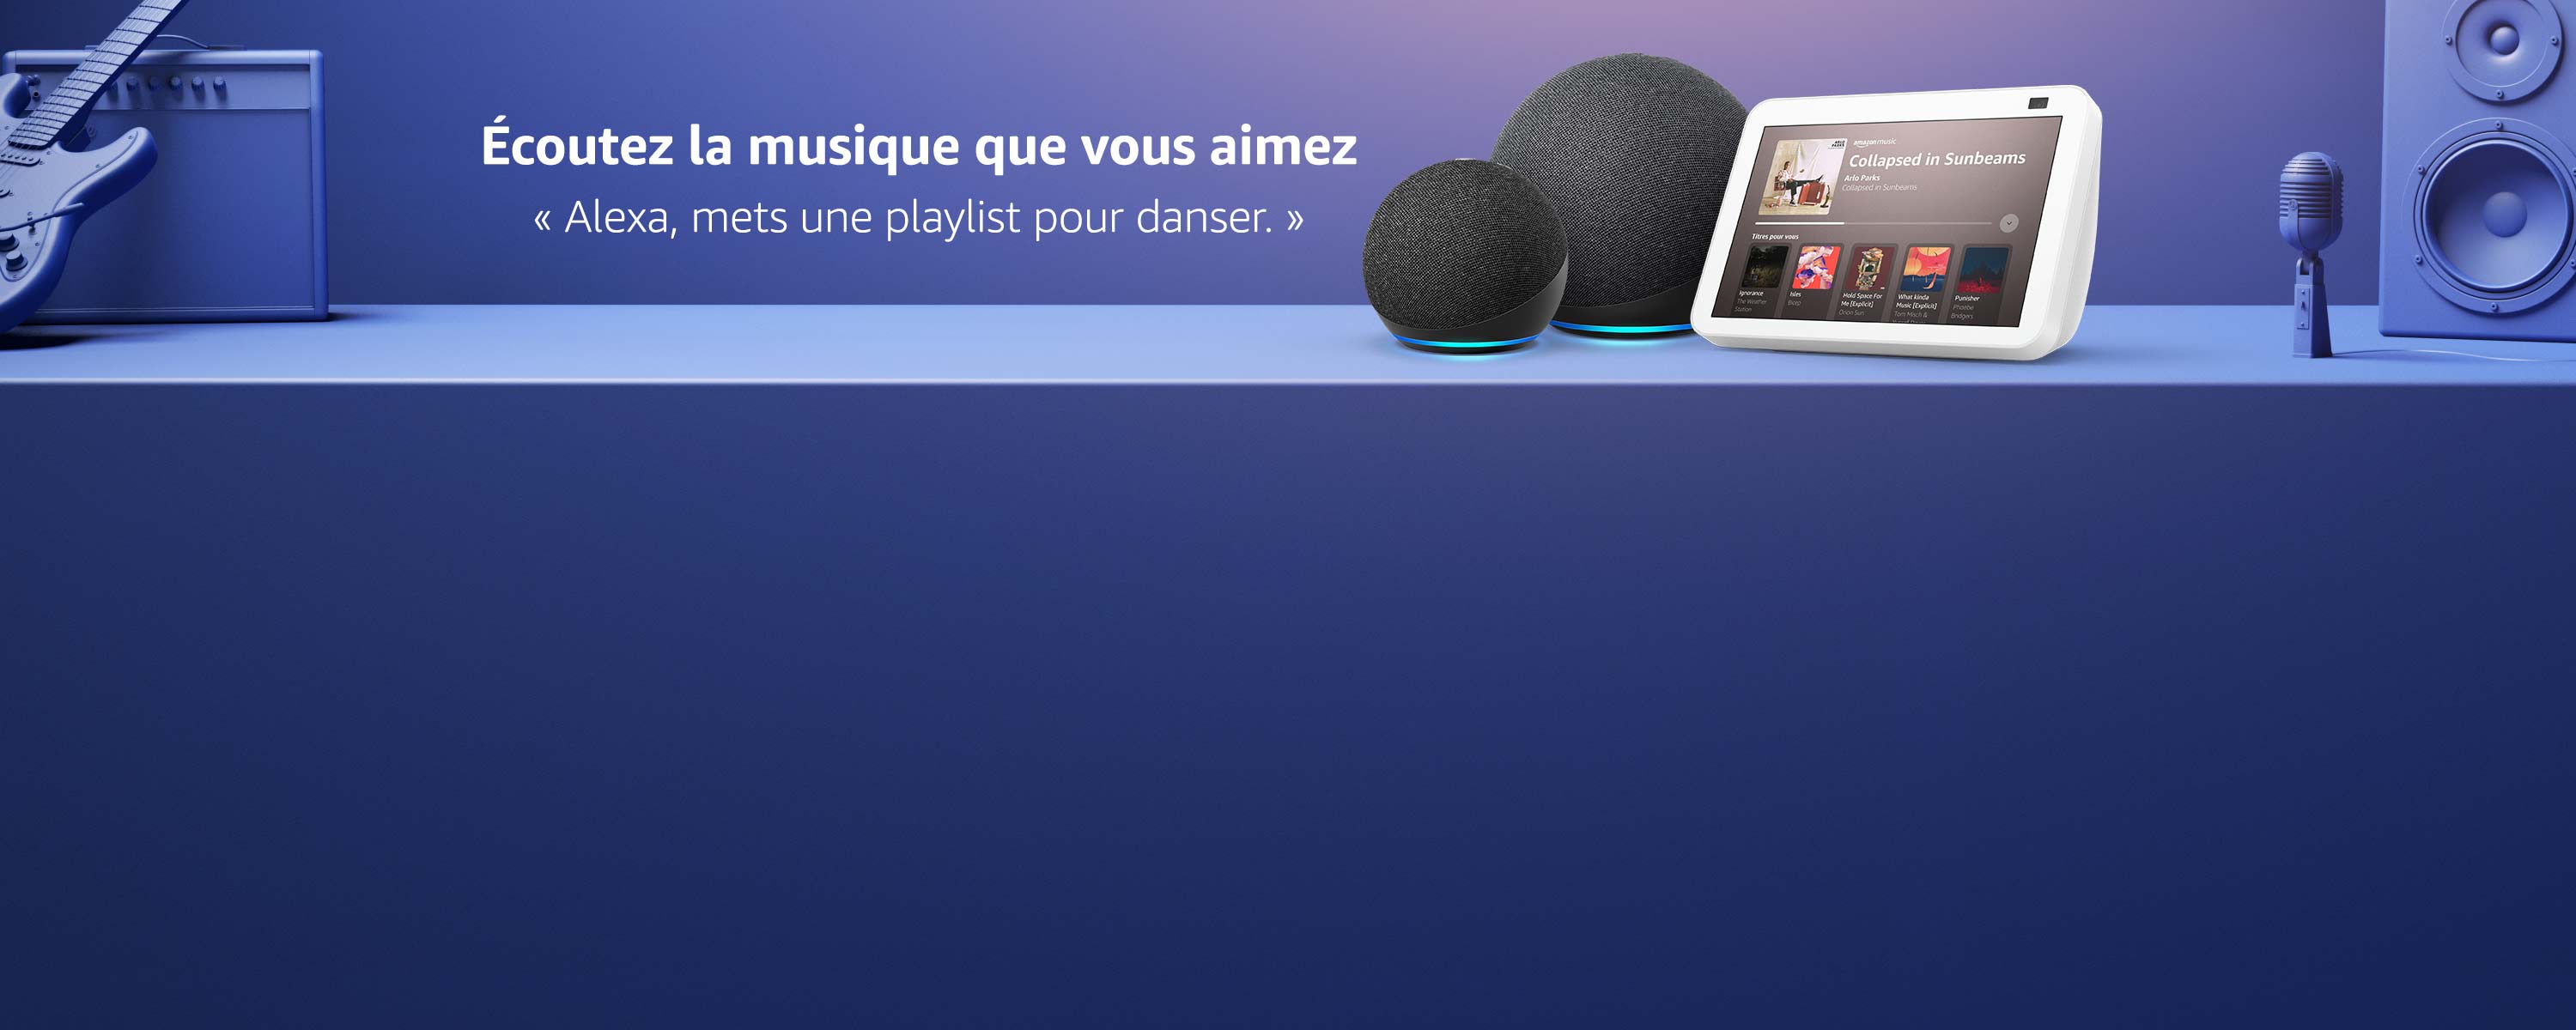 Écoutez la musique que vous aimez
« Alexa, mets une playlist pour danser. »
ARLO
PARKS
amazon music
Collapsed in Sunbeams
Arlo Parks
Collapsed in Sunbeams
Titres pour vous
Ignorance
The Weather
Station
Isles
Bicep
Hold Space For
Me [Explicit]
Orion Sun
What kinda
Music [Explicit]
Tom Misch &
Punisher
Phoebe
Bridgers